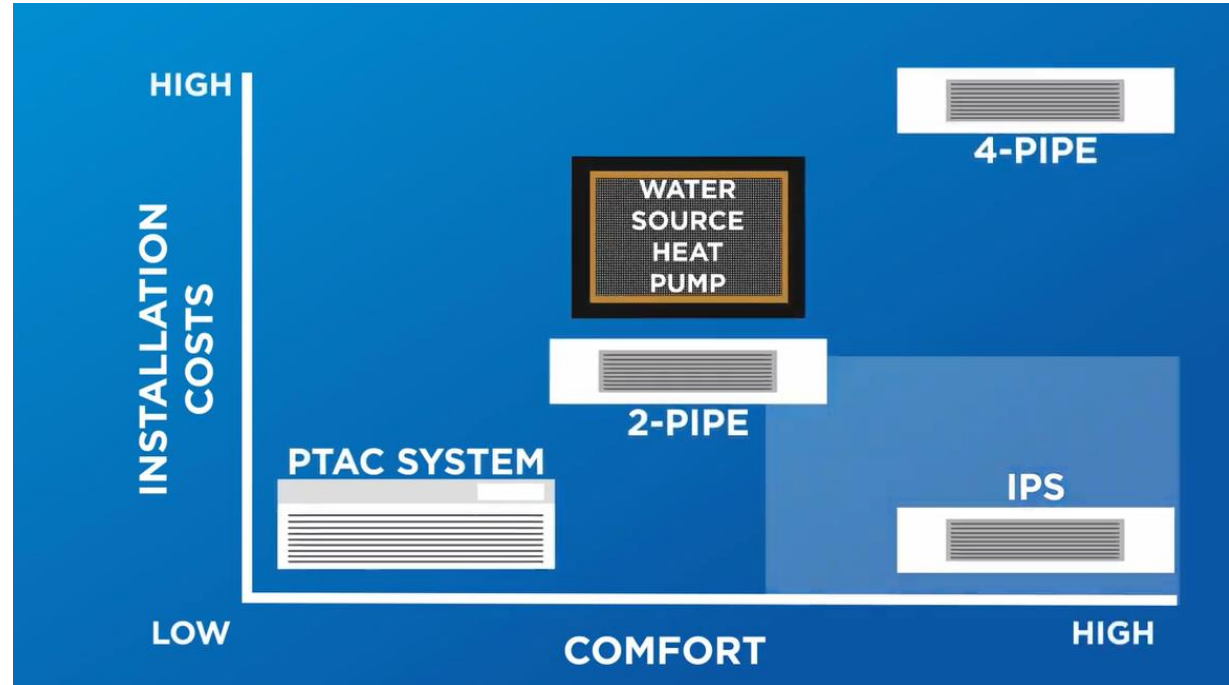 HIGH
4-PIPE
WATER
SOURCE
HEAT
PUMP
INSTALLATION
COSTS
2-PIPE
PTAC SYSTEM
IPS
LOW
COMFORT
HIGH